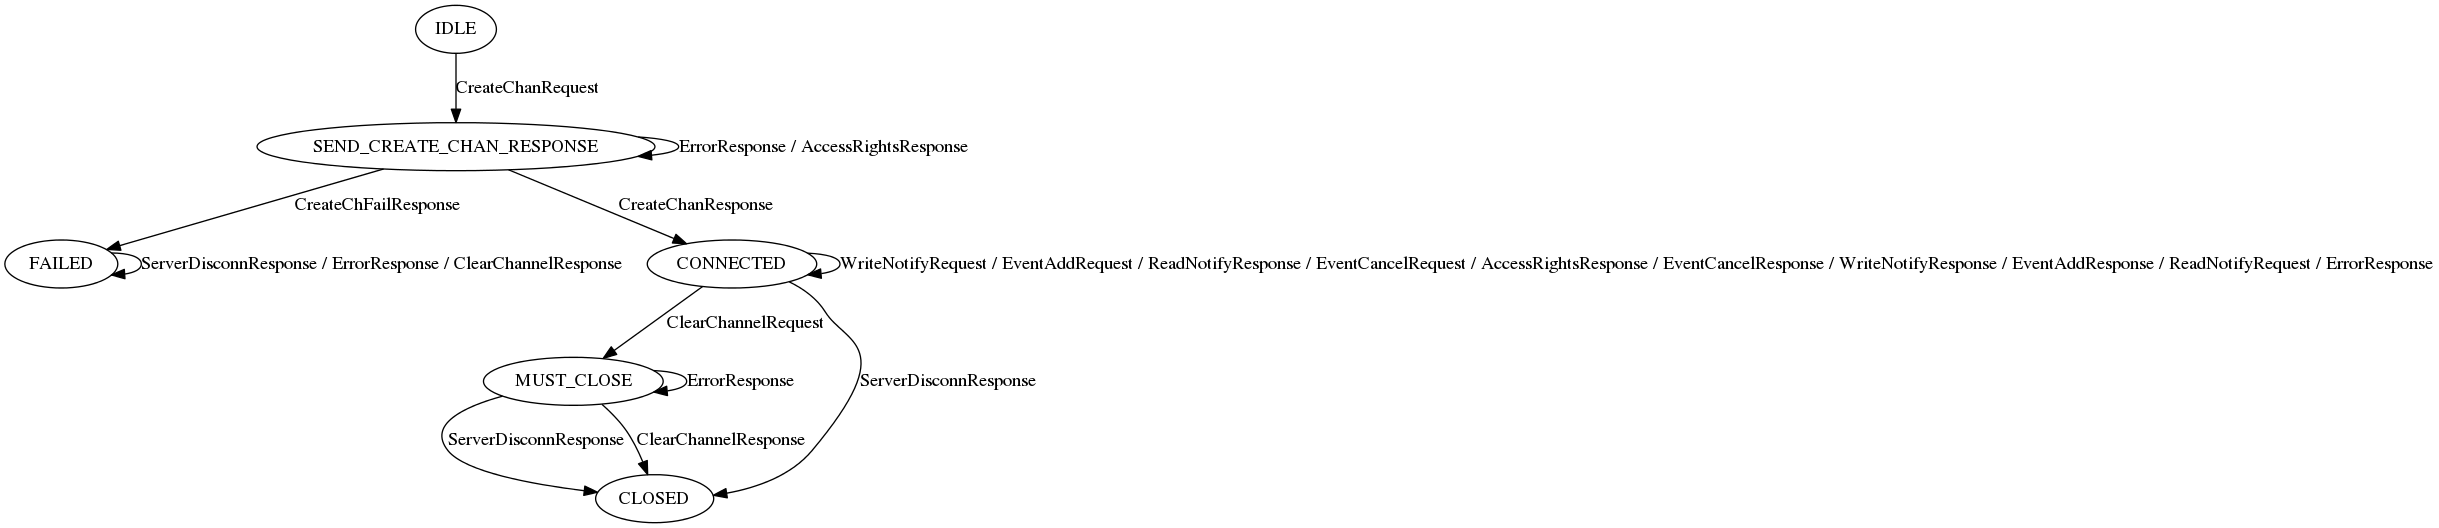 IDLE
CreateChanRequest
SEND_CREATE_CHAN_RESPONSE
ErrorResponse / AccessRightsResponse
CreateChFailResponse
CreateChanResponse
FAILED
ServerDisconnResponse / ErrorResponse / ClearChannelResponse
CONNECTED
WriteNotifyRequest / EventAddRequest / ReadNotifyResponse / EventCancelRequest / AccessRightsResponse / EventCancelResponse / WriteNotifyResponse / EventAddResponse / ReadNotifyRequest / ErrorResponse
ClearChannelRequest
MUST_CLOSE
ErrorResponse
ServerDisconnResponse
ServerDisconnResponse
ClearChannelResponse
CLOSED